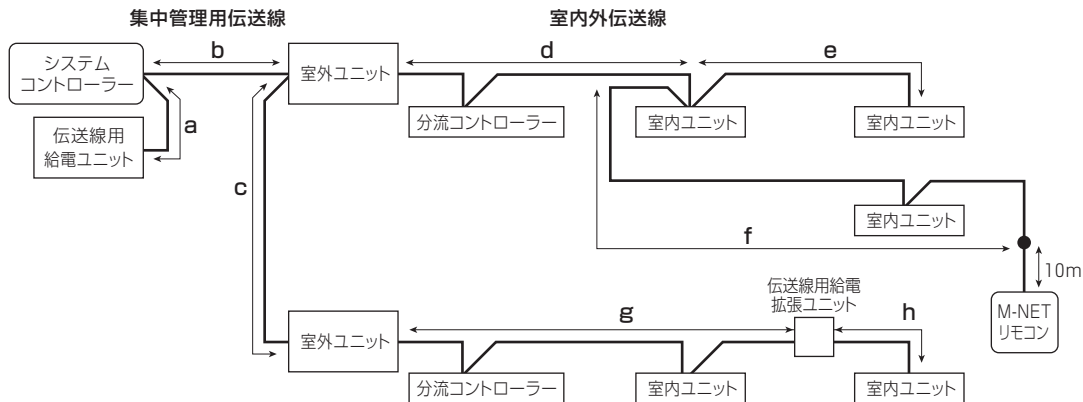 集中管理用伝送線
室内外伝送線
システム
コントローラー
b
室外ユニット
d
e
a
分流コントローラー
室内ユニット
室内ユニット
伝送線用
給電ユニット
c
室内ユニット
f
10m
伝送線用給電
拡張ユニット
M-NET
リモコン
g
h
室外ユニット
分流コントローラー
室内ユニット
室内ユニット